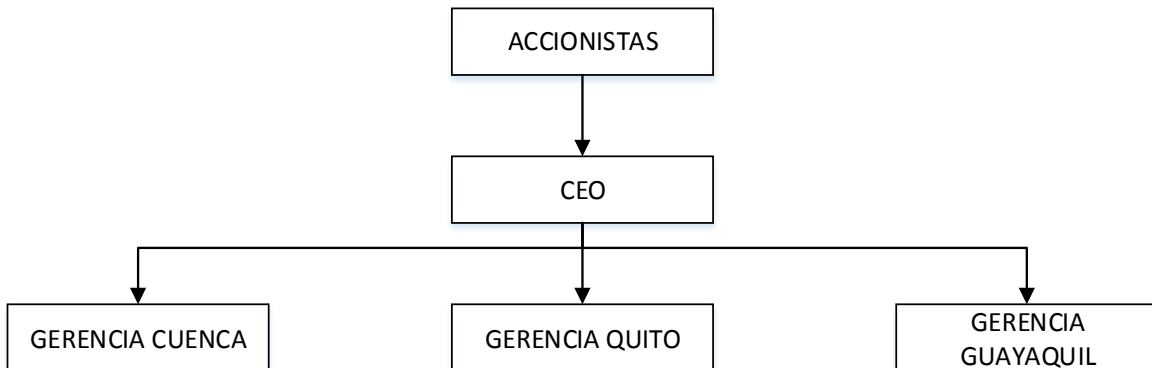 ACCIONISTAS
CEO
GERENCIA CUENCA
GERENCIA QUITO
GERENCIA
GUAYAQUIL